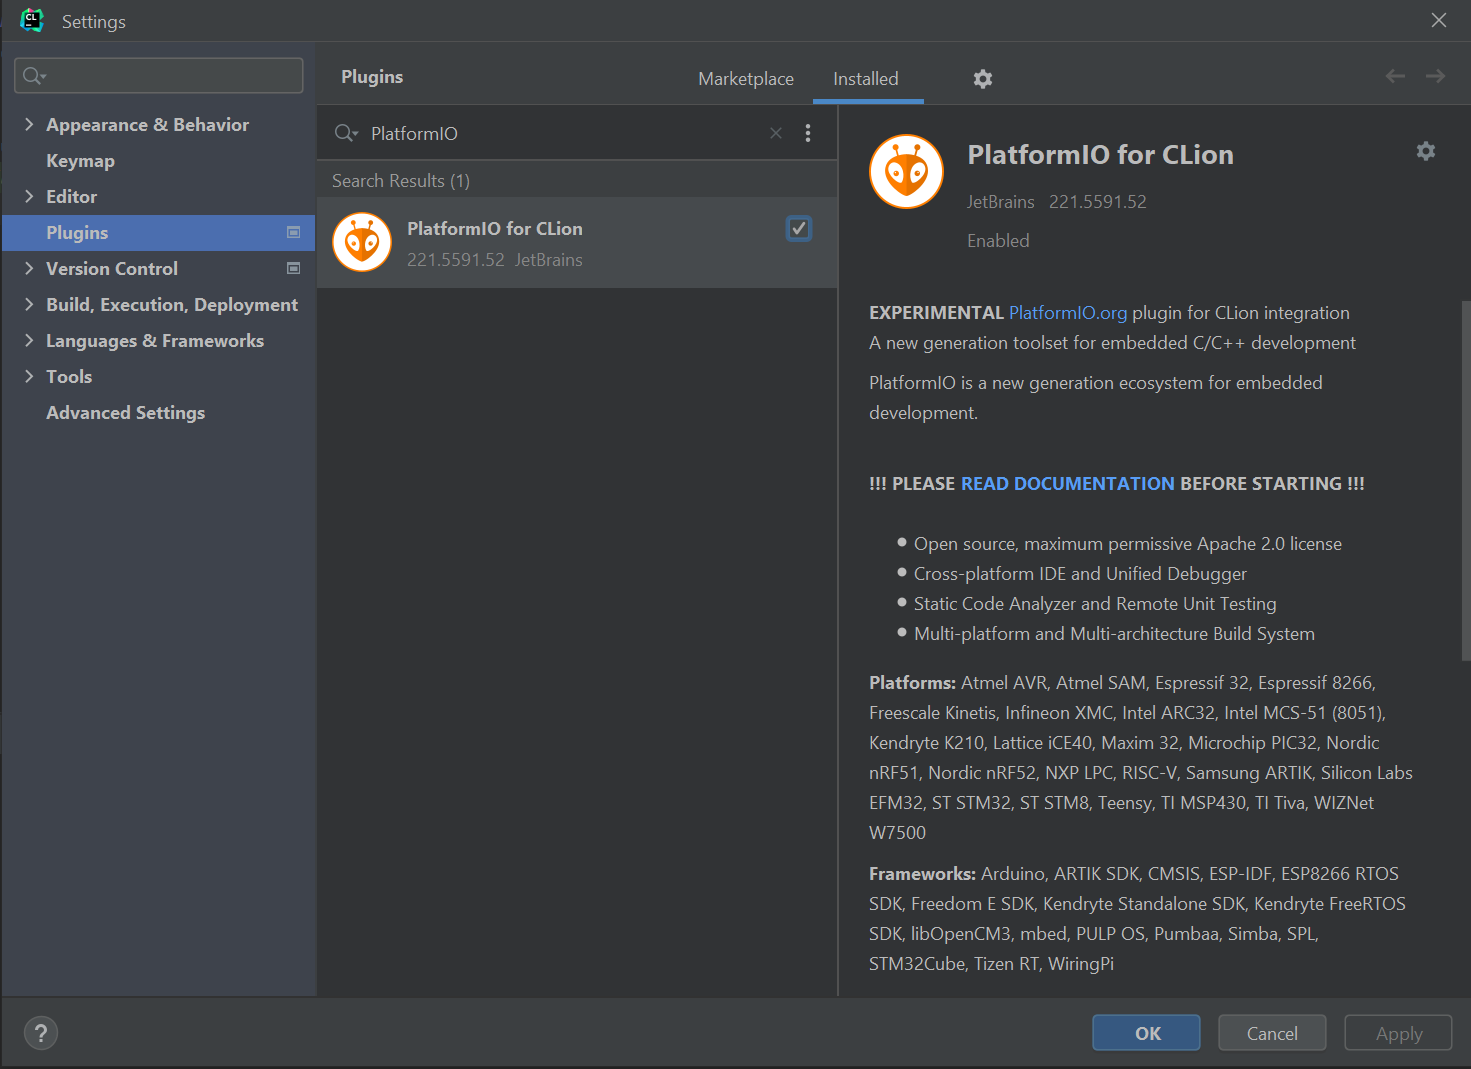 CL
Settings
Appearance & Behavior
Keymap
Editor
Plugins
Version Control
Build, Execution, Deployment
Languages & Frameworks
Tools
Advanced Settings
Plugins
Marketplace
Installed
PlatformIO
Search Results (1)
PlatformIO for CLion
221.5591.52 JetBrains
PlatformIO for CLion
JetBrains 221.5591.52
Enabled
EXPERIMENTAL PlatformIO.org plugin for CLion integration
A new generation toolset for embedded C/C++ development
PlatformIO is a new generation ecosystem for embedded
development.
!!! PLEASE READ DOCUMENTATION BEFORE STARTING !!!
Open source, maximum permissive Apache 2.0 license
Cross-platform IDE and Unified Debugger
Static Code Analyzer and Remote Unit Testing
Multi-platform and Multi-architecture Build System
Platforms: Atmel AVR, Atmel SAM, Espressif 32, Espressif 8266,
Freescale Kinetis, Infineon XMC, Intel ARC32, Intel MCS-51 (8051),
Kendryte K210, Lattice iCE40, Maxim 32, Microchip PIC32, Nordic
nRF51, Nordic nRF52, NXP LPC, RISC-V, Samsung ARTIK, Silicon Labs
EFM32, ST STM32, ST STM8, Teensy, TI MSP430, TI Tiva, WIZNet
W7500
Frameworks: Arduino, ARTIK SDK, CMSIS, ESP-IDF, ESP8266 RTOS
SDK, Freedom E SDK, Kendryte Standalone SDK, Kendryte FreeRTOS
SDK, libOpenCM3, mbed, PULP OS, Pumbaa, Simba, SPL,
STM32Cube, Tizen RT, WiringPi
?
OK
Cancel
Apply